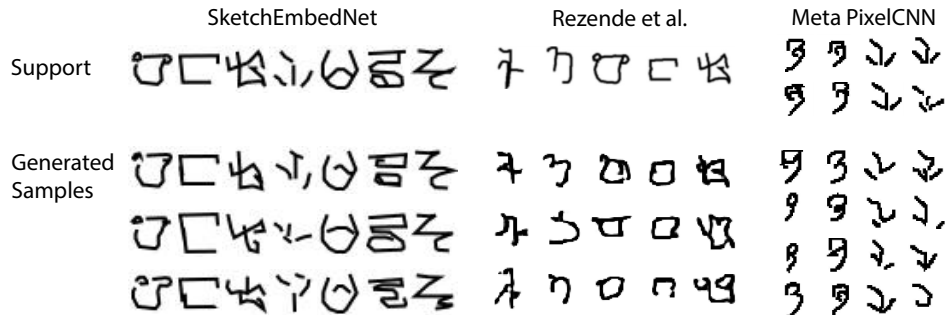 SketchEmbedNet Rezende et al. Meta PixelCNN
Support
Generated
Samples